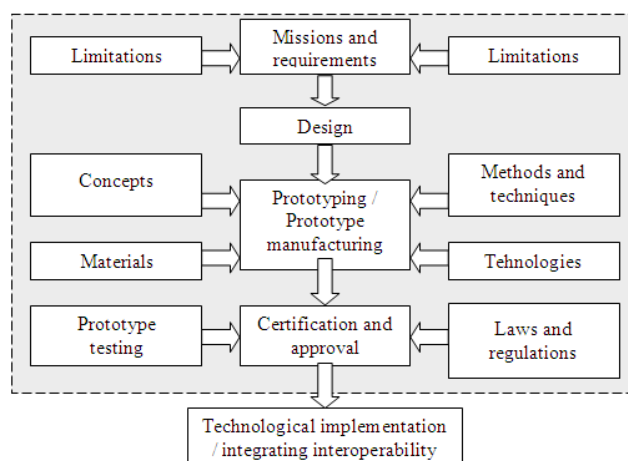 Limitations
Missions and
requirements
Limitations
Design
Concepts
Prototyping /
Prototype
manufacturing
Methods and
techniques
Materials
Tehnologies
Prototype
testing
Certification and
approval
Laws and
regulations
Technological implementation
/ integrating interoperability